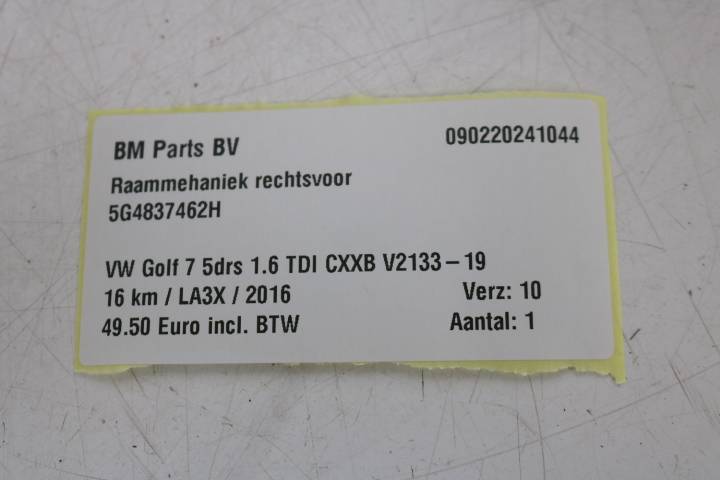 BM Parts BV 090220241044
Raammehaniek rechtsvoor
5G4837462H
VW Golf 7 5drs 1.6 TDI CXXB V2133-19
16 km / LA3X / 2016 Verz: 10
49.50 Euro incl. BTW Aantal: 1